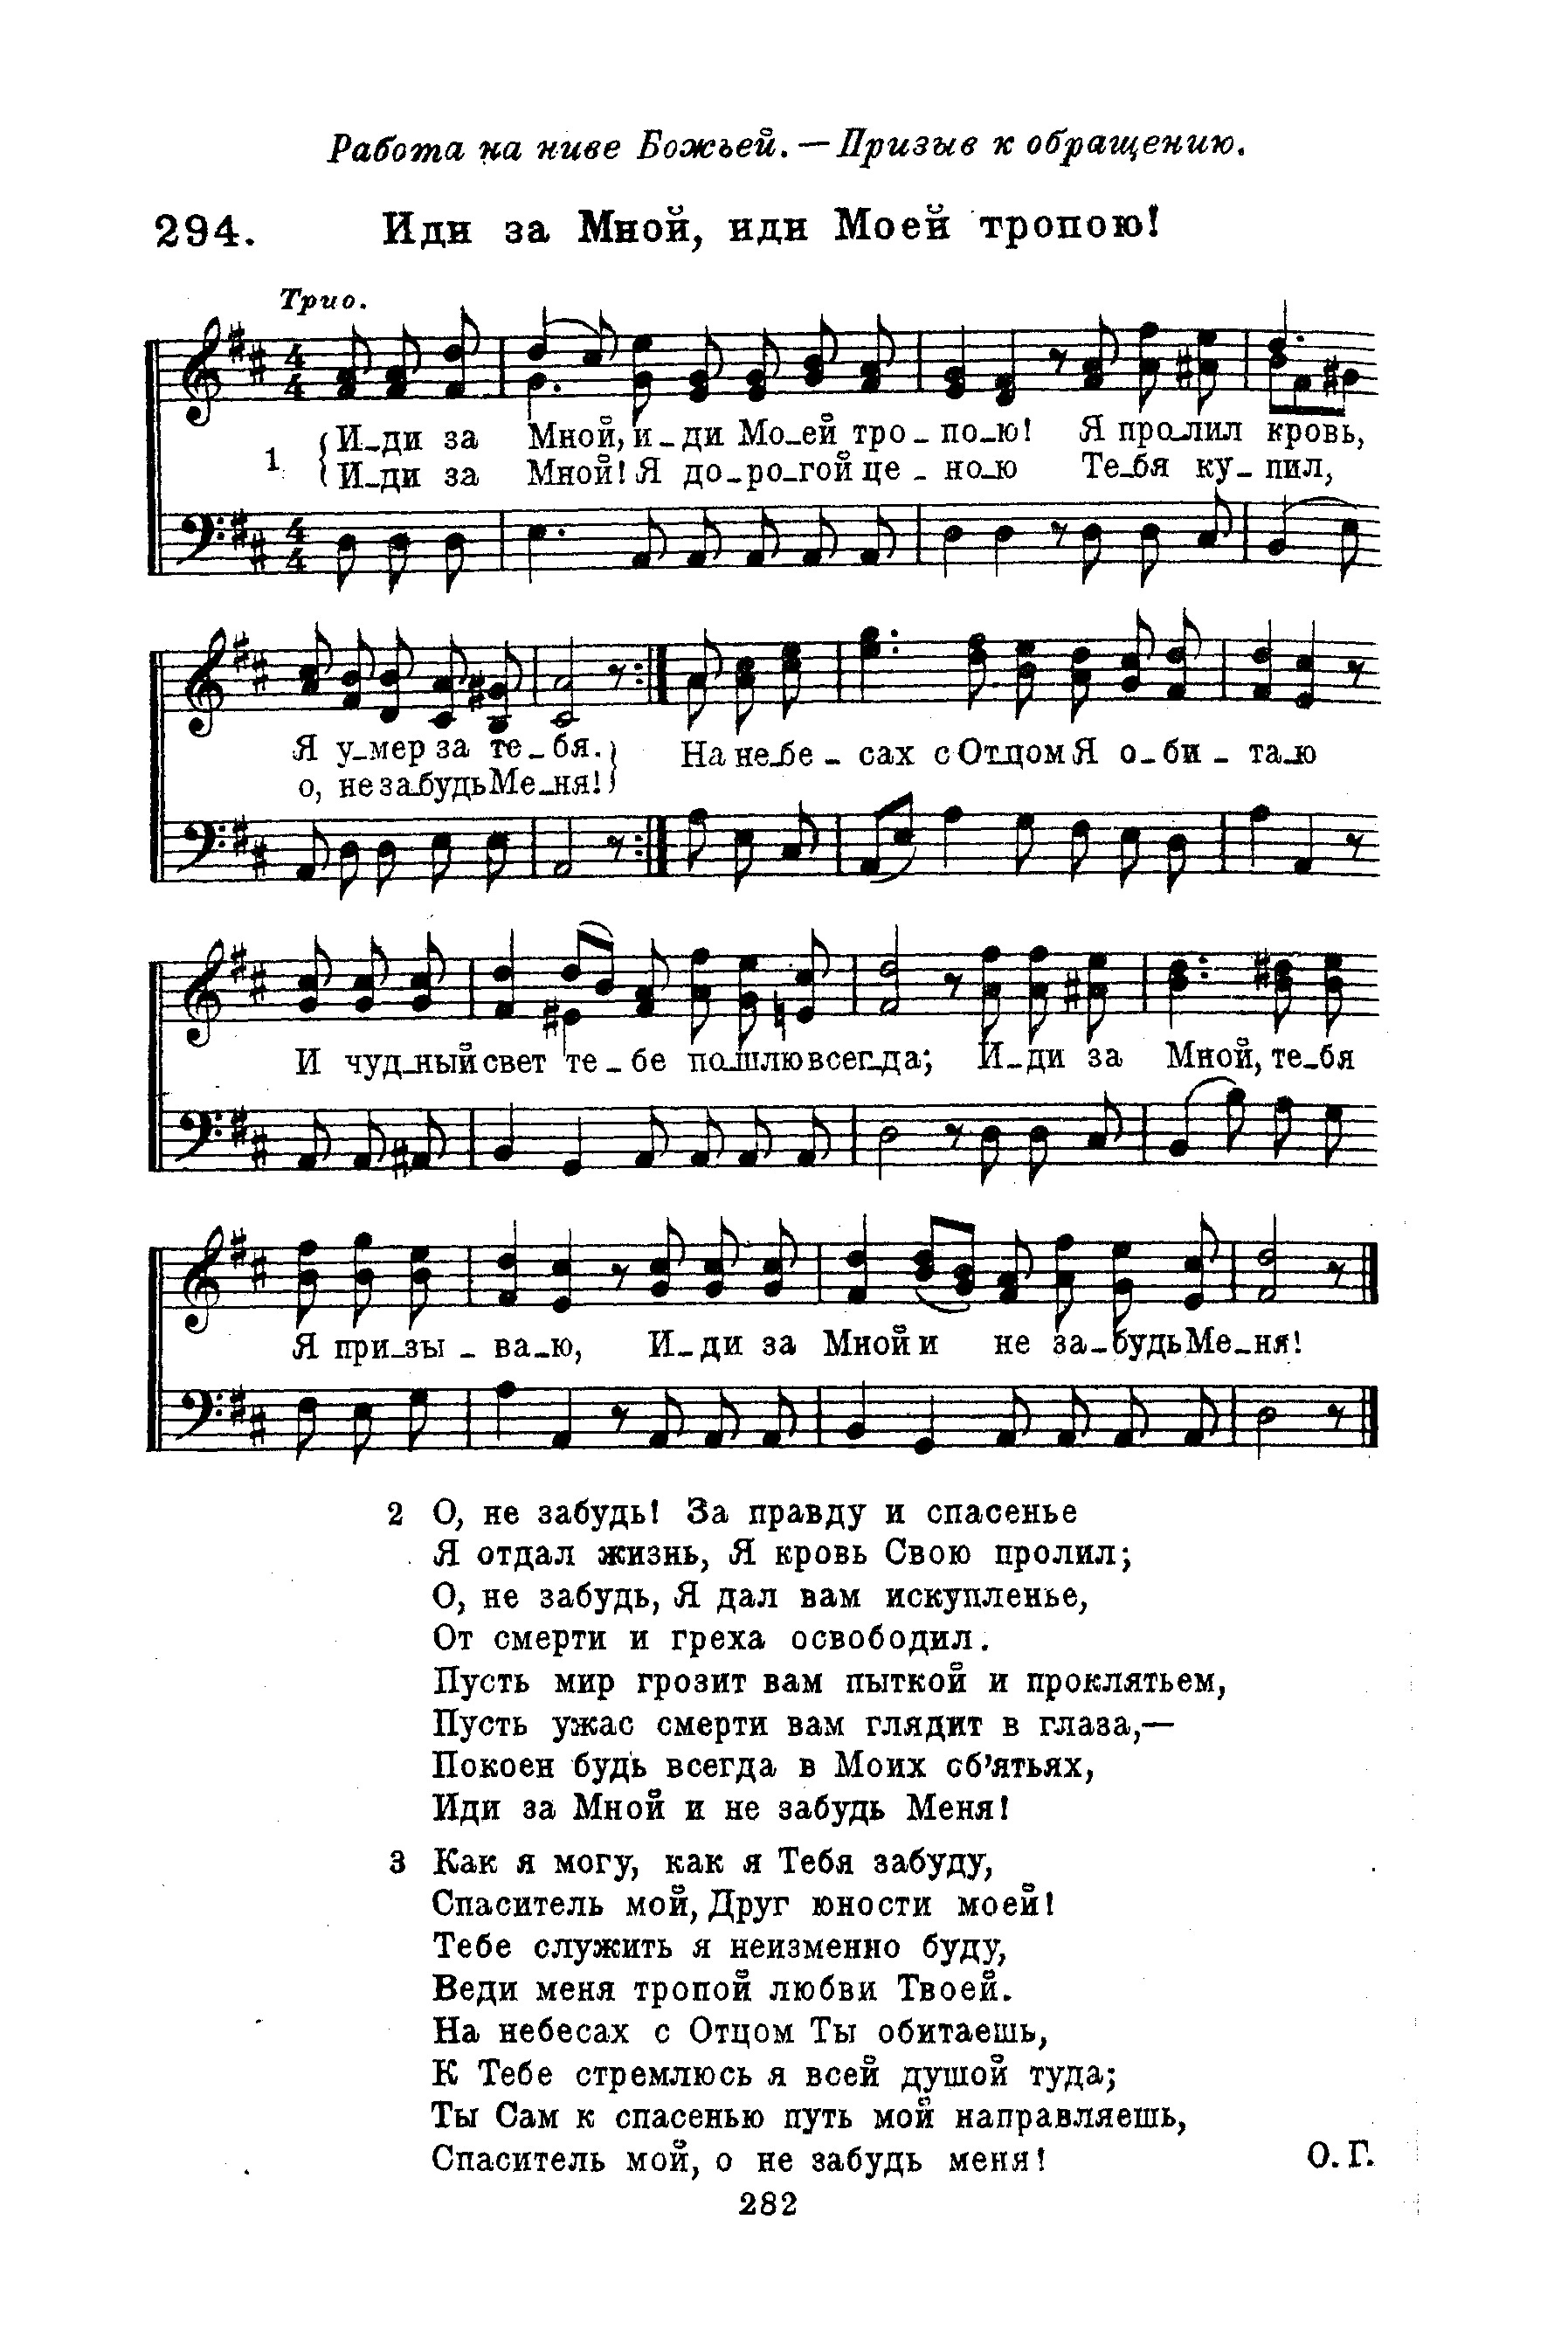 Работа на ниве Божьей. — Призыв к обращению.
294. Иди за Мной, иди Моей тропою!
Трио.
4 4
И-ди за Мной, и-ди Мо-ей тро-по-ю! Я про-лил кровь,
1
И-ди за Мной! Я до-ро-гой це-но-ю Те-бя ку-пил,
4 4
Я у-мер за те-бя. На не-бе-сах с От-цом Я о-би-та-ю
о, не за-будь Ме-ня!
И чуд-ный свет те-бе по-шлю всег-да; И-ди за Мной, те-бя
Я при-зы-ва-ю, И-ди за Мной и не за-будь Ме-ня!
2 О, не забудь! За правду и спасенье
Я отдал жизнь, Я кровь Свою пролил;
О, не забудь, Я дал вам искупленье,
От смерти и греха освободил.
Пусть мир грозит вам пыткой и проклятьем,
Пусть ужас смерти вам глядит в глаза,—
Покоен будь всегда в Моих об’ятьях,
Иди за Мной и не забудь Меня!
3 Как я могу, как я Тебя забуду,
Спаситель мой, Друг юности моей!
Тебе служить я неизменно буду,
Веди меня тропой любви Твоей.
На небесах с Отцом Ты обитаешь,
К Тебе стремлюсь я всей душой туда;
Ты Сам к спасенью путь мой направляешь,
Спаситель мой, о не забудь меня! О. Г.
282